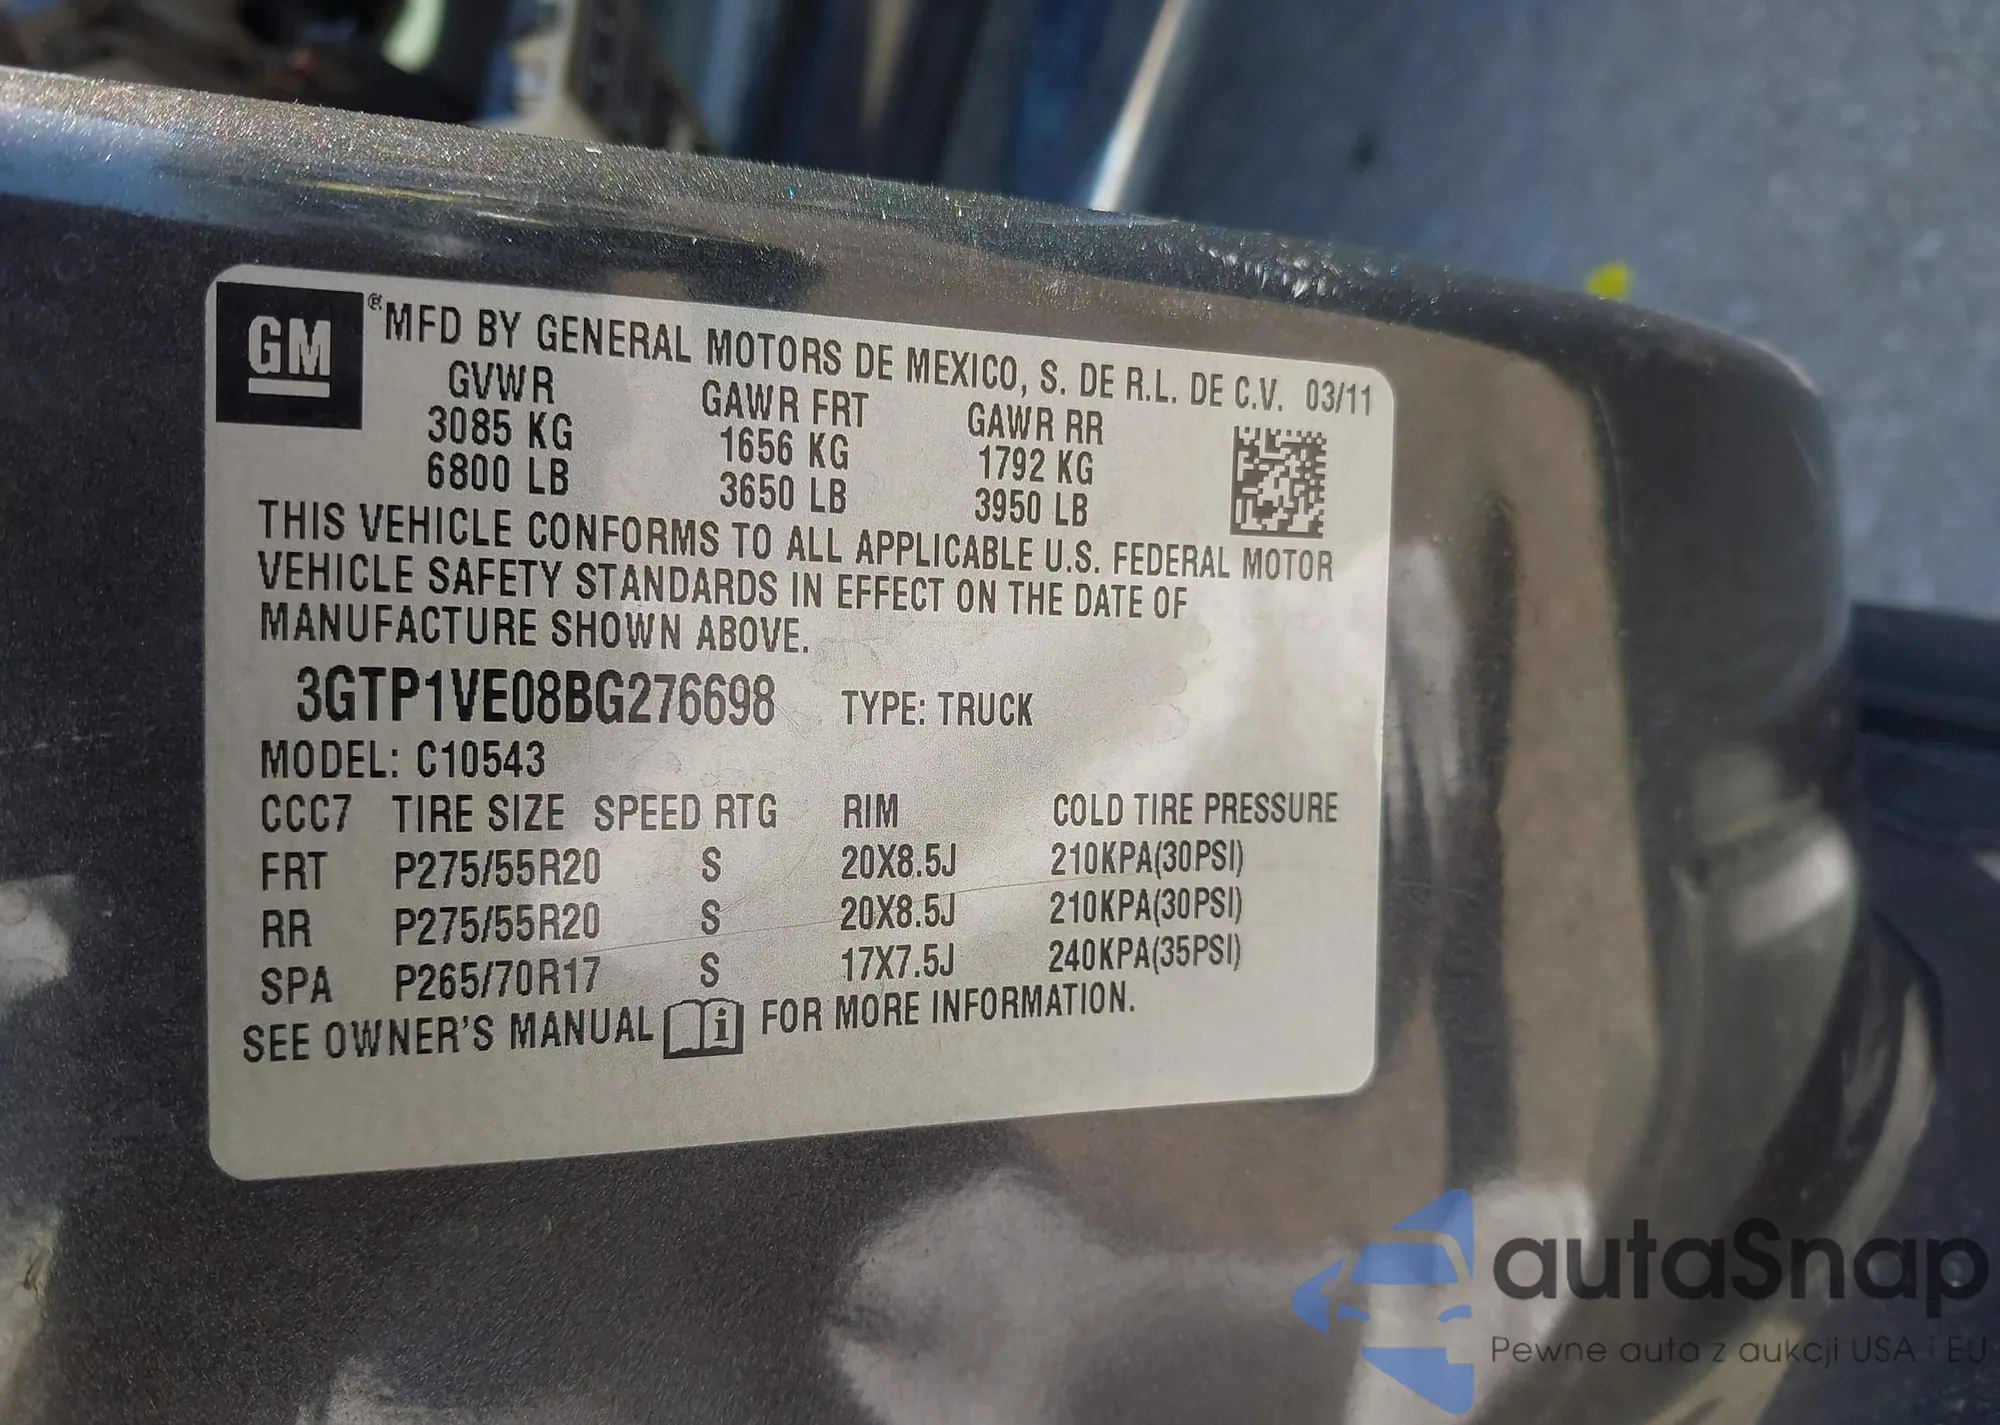 GM
®MFD BY GENERAL MOTORS DE MEXICO, S. DE R.L. DE C.V. 03/11
GVWR GAWR FRT GAWR RR
3085 KG 1656 KG 1792 KG
6800 LB 3650 LB 3950 LB
THIS VEHICLE CONFORMS TO ALL APPLICABLE U.S. FEDERAL MOTOR
VEHICLE SAFETY STANDARDS IN EFFECT ON THE DATE OF
MANUFACTURE SHOWN ABOVE.
3GTP1VE08BG276698 TYPE: TRUCK
MODEL: C10543
CCC7 TIRE SIZE SPEED RTG RIM COLD TIRE PRESSURE
FRT P275/55R20 S 20X8.5J 210KPA(30PSI)
RR P275/55R20 S 20X8.5J 210KPA(30PSI)
SPA P265/70R17 S 17X7.5J 240KPA(35PSI)
SEE OWNER'S MANUAL i FOR MORE INFORMATION.
autaSnap
Pewne auta z aukcji USA i EU